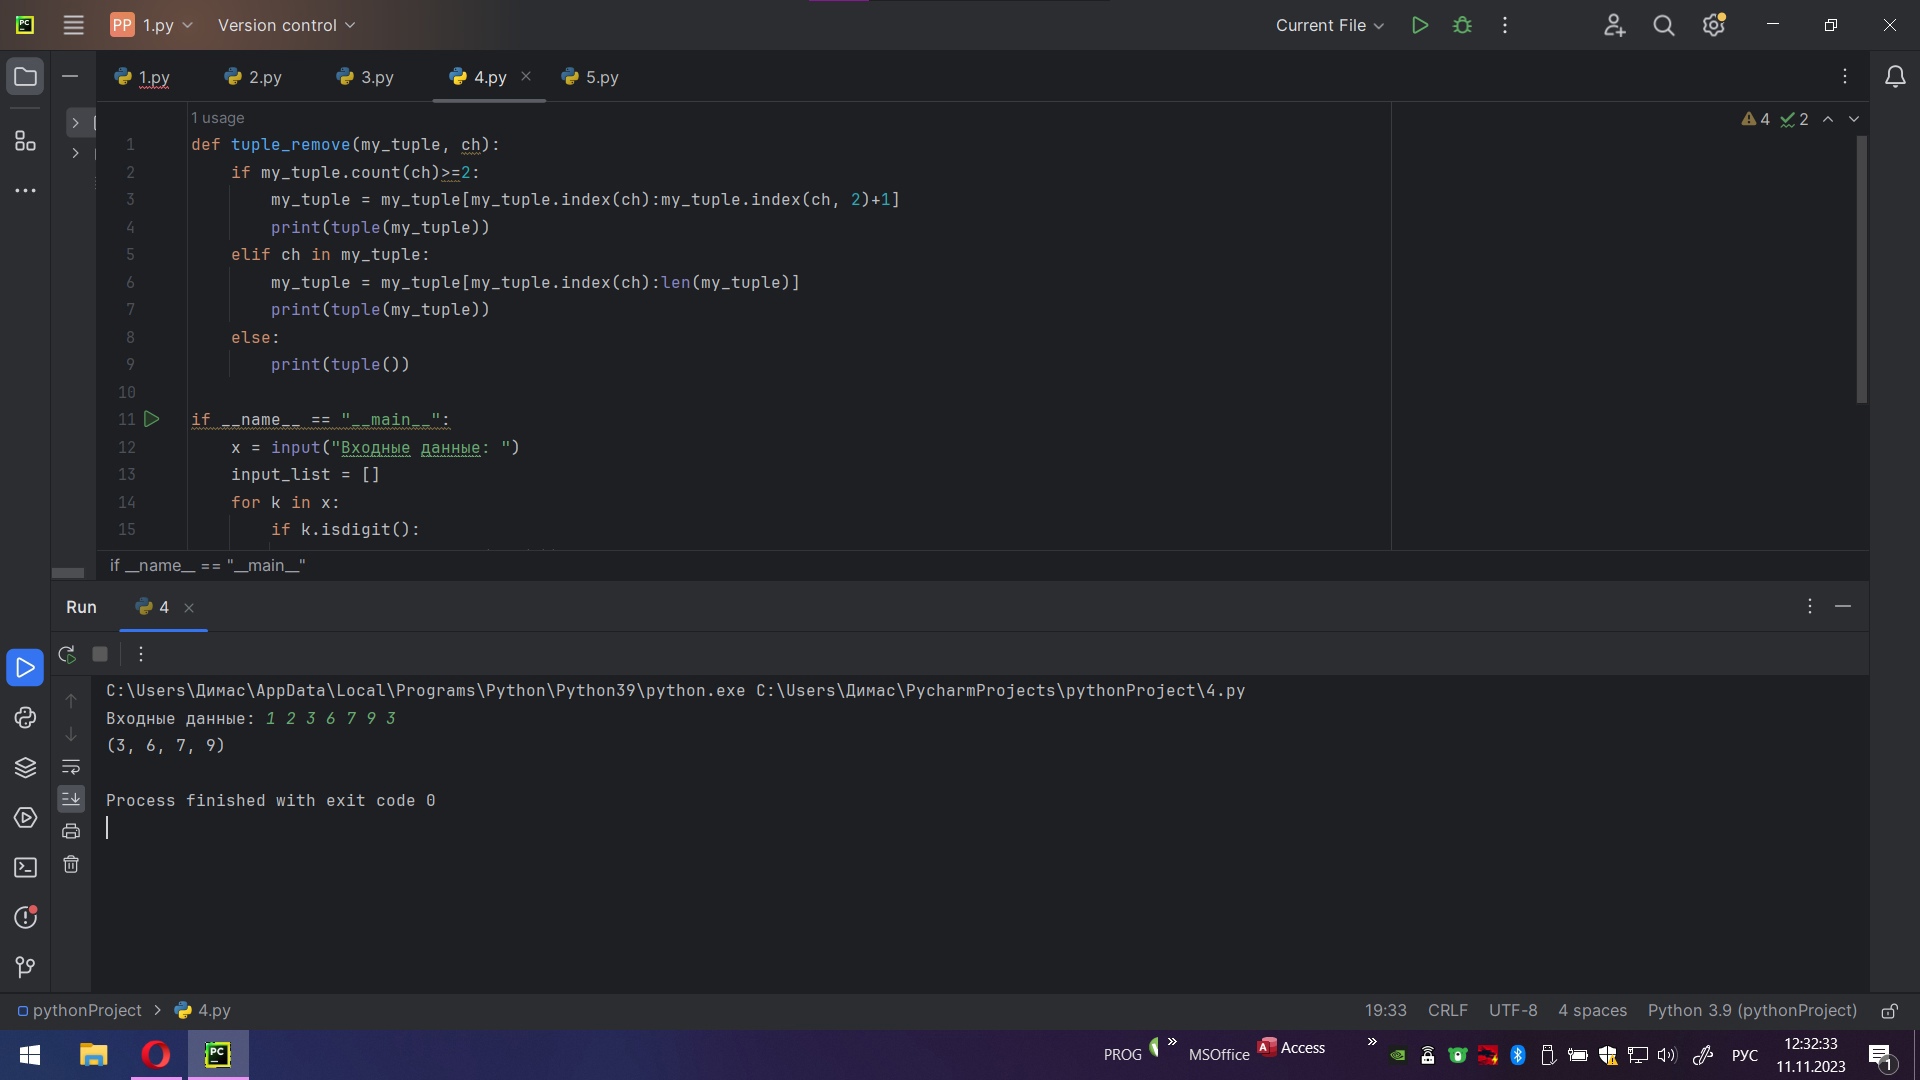 PC
PP 1.py
Version control
Current File
1.py
2.py
3.py
4.py
5.py
1 usage
4 2
1 def tuple_remove(my_tuple, ch):
2 if my_tuple.count(ch)>=2:
3 my_tuple = my_tuple[my_tuple.index(ch):my_tuple.index(ch, 2)+1]
4 print(tuple(my_tuple))
5 elif ch in my_tuple:
6 my_tuple = my_tuple[my_tuple.index(ch):len(my_tuple)]
7 print(tuple(my_tuple))
8 else:
9 print(tuple())
10
11 if __name__ == "__main__":
12 x = input("Входные данные: ")
13 input_list = []
14 for k in x:
15 if k.isdigit():
if __name__ == "__main__"
Run
4
C:\Users\Димас\AppData\Local\Programs\Python\Python39\python.exe C:\Users\Димас\PycharmProjects\pythonProject\4.py
Входные данные: 1 2 3 6 7 9 3
(3, 6, 7, 9)
Process finished with exit code 0
pythonProject > 4.py
19:33
CRLF
UTF-8
4 spaces
Python 3.9 (pythonProject)
PC
PROG
»
MSOffice
A Access
»
РУС
12:32:33
11.11.2023
1